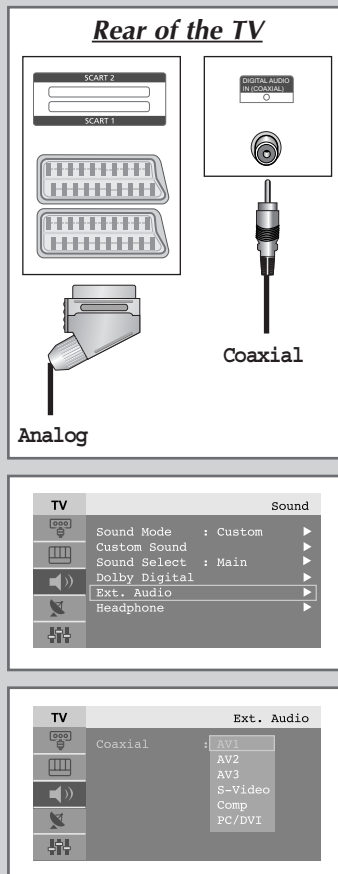 Rear of the TV
SCART 2
SCART 1
DIGITAL AUDIO
IN (COAXIAL)
Coaxial
Analog
TV Sound
Sound Mode : Custom ▶
Custom Sound ▶
Sound Select : Main ▶
Dolby Digital ▶
Ext. Audio ▶
Headphone ▶
TV Ext. Audio
Coaxial : AV1
AV2
AV3
S-Video
Comp
PC/DVI